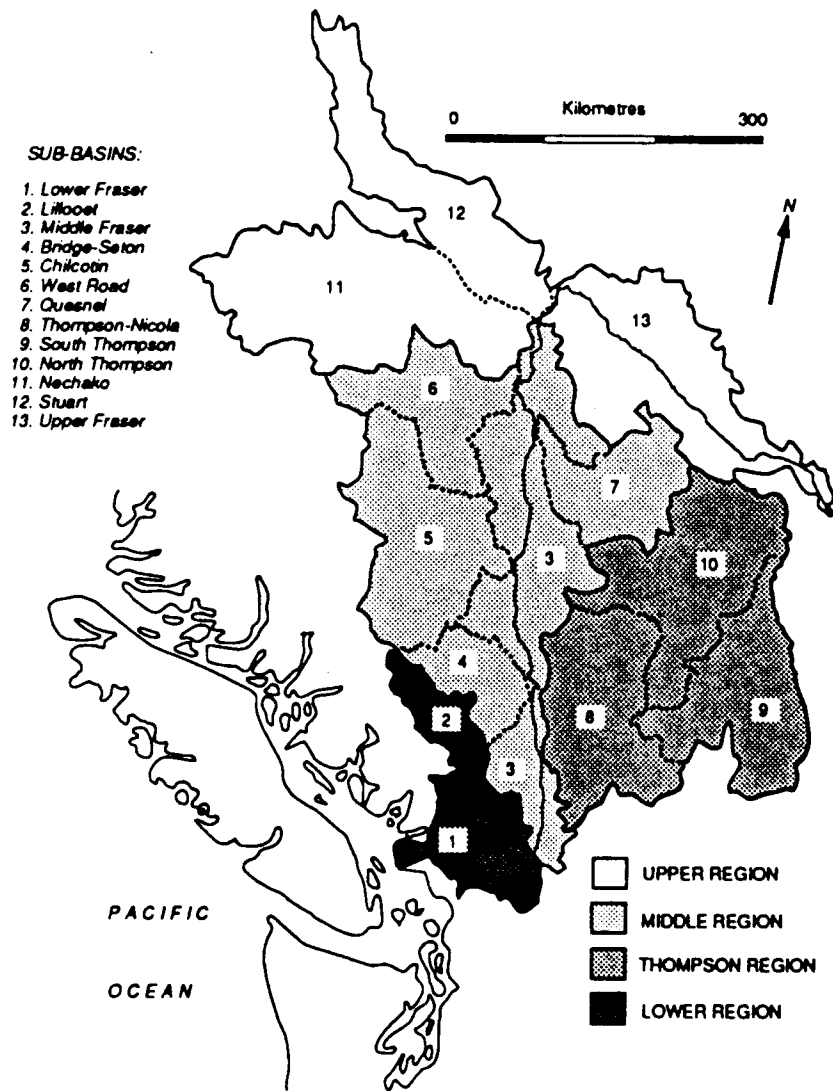 0 Kilometres 300
SUB-BASINS:
1. Lower Fraser
2. Lillooet
3. Middle Fraser
4. Bridge-Seton
5. Chilcotin
6. West Road
7. Quesnel
8. Thompson-Nicola
9. South Thompson
10. North Thompson
11. Nechako
12. Stuart
13. Upper Fraser
N
12
11
13
6
7
5
3
10
4
2
8
9
3
1
UPPER REGION
MIDDLE REGION
THOMPSON REGION
LOWER REGION
PACIFIC
OCEAN